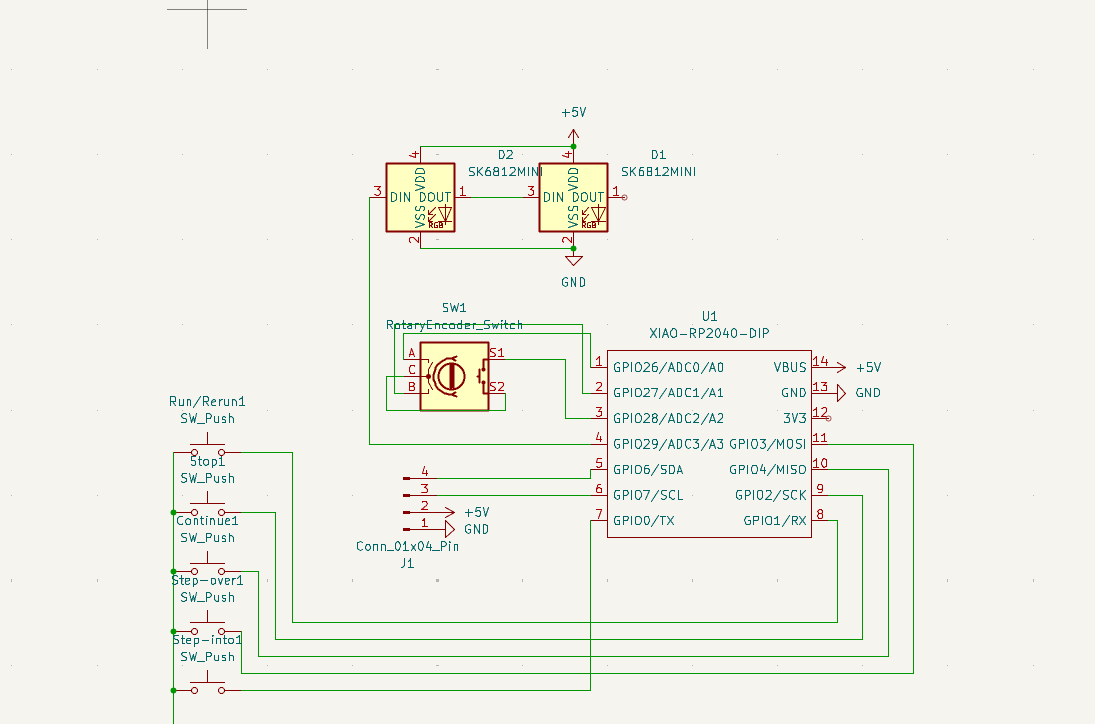 +5V
D2
D1
SK6812MINI
SK6812MINI
4
4
VDD
VDD
3
DIN
DOUT
1
3
DIN
DOUT
1
VSS
RGB
VSS
RGB
2
2
GND
SW1
RotaryEncoder_Switch
A
C
B
S1
S2
U1
XIAO-RP2040-DIP
1
GPIO26/ADC0/A0
VBUS
14
+5V
2
GPIO27/ADC1/A1
GND
13
GND
3
GPIO28/ADC2/A2
3V3
12
4
GPIO29/ADC3/A3
GPIO3/MOSI
11
5
GPIO6/SDA
GPIO4/MISO
10
6
GPIO7/SCL
GPIO2/SCK
9
7
GPIO0/TX
GPIO1/RX
8
4
3
2
+5V
1
GND
Conn_01x04_Pin
J1
Run/Rerun1
SW_Push
Stop1
SW_Push
Continue1
SW_Push
Step-over1
SW_Push
Step-into1
SW_Push